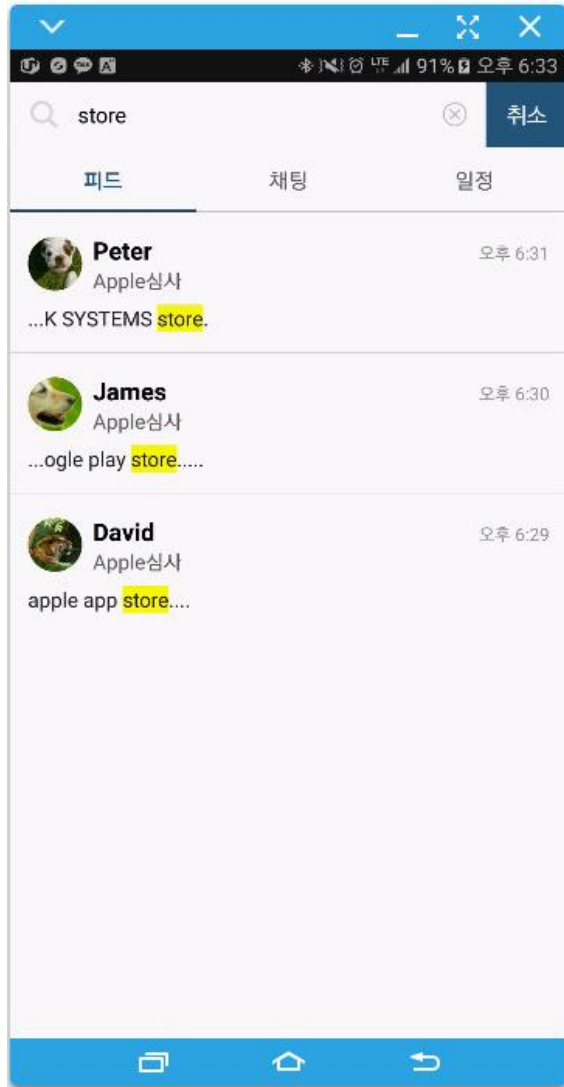 91% 오후 6:33
store
취소
피드 채팅 일정
Peter 오후 6:31
Apple심사
...K SYSTEMS store.
James 오후 6:30
Apple심사
...ogle play store.....
David 오후 6:29
Apple심사
apple app store....